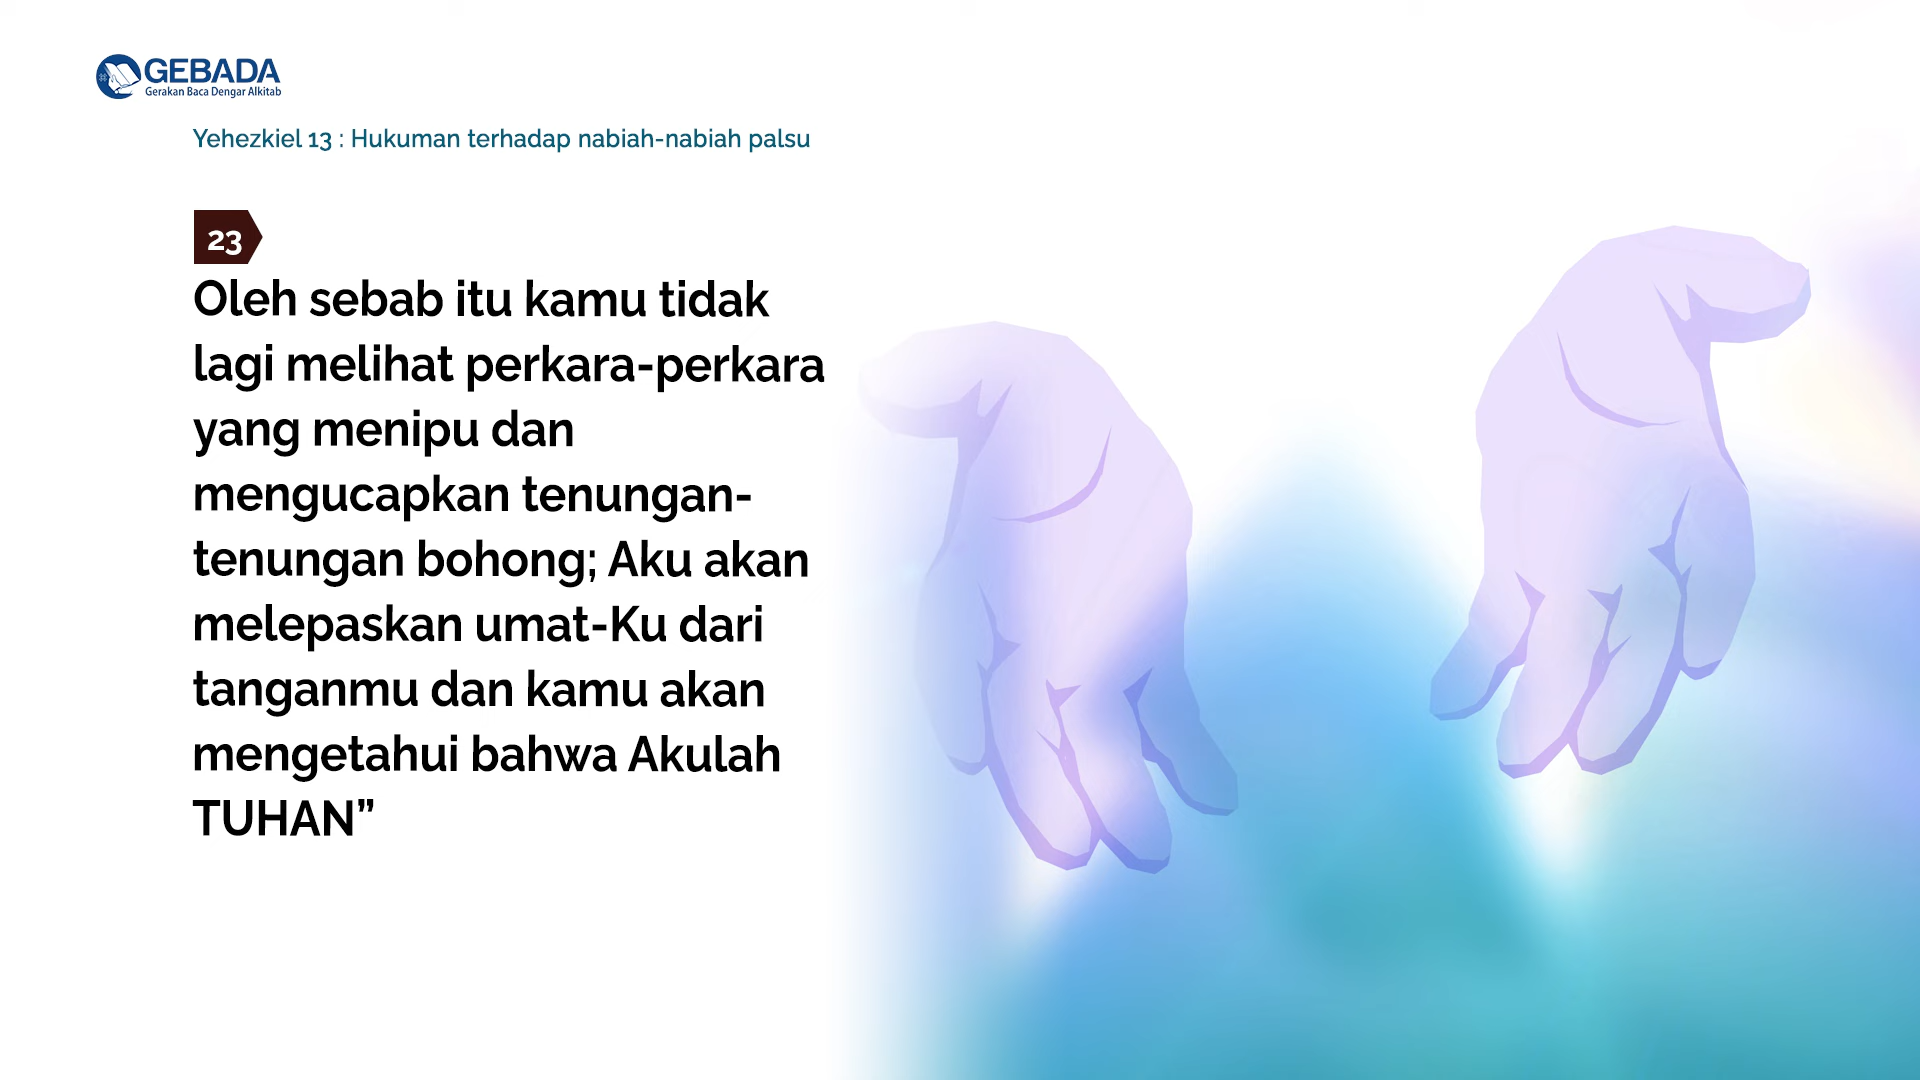 GEBADA
Gerakan Baca Dengar Alkitab
Yehezkiel 13 : Hukuman terhadap nabiah-nabiah palsu
23
Oleh sebab itu kamu tidak
lagi melihat perkara-perkara
yang menipu dan
mengucapkan tenungan-
tenungan bohong; Aku akan
melepaskan umat-Ku dari
tanganmu dan kamu akan
mengetahui bahwa Akulah
TUHAN”